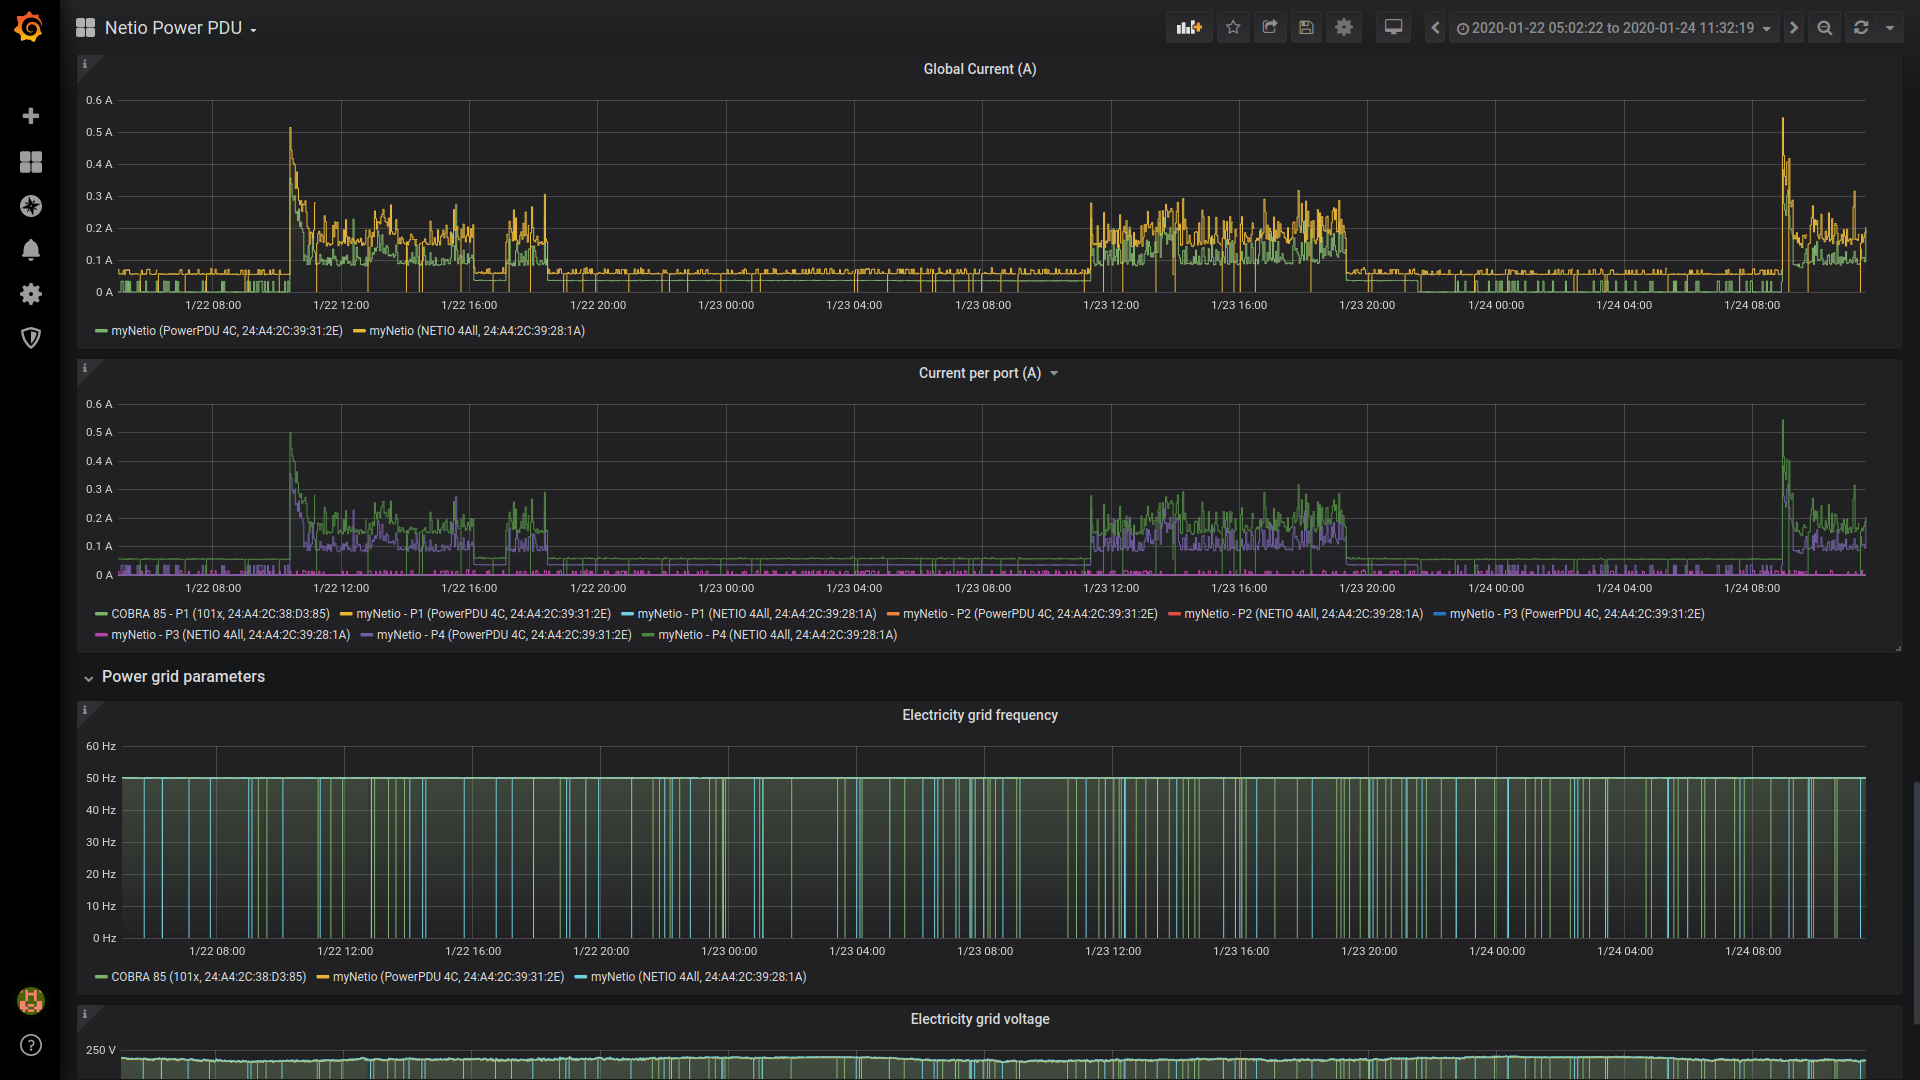 Netio Power PDU
2020-01-22 05:02:22 to 2020-01-24 11:32:19
Global Current (A)
0.6 A
0.5 A
0.4 A
0.3 A
0.2 A
0.1 A
0 A
1/22 08:00 1/22 12:00 1/22 16:00 1/22 20:00 1/23 00:00 1/23 04:00 1/23 08:00 1/23 12:00 1/23 16:00 1/23 20:00 1/24 00:00 1/24 04:00 1/24 08:00
myNetio (PowerPDU 4C, 24:A4:2C:39:31:2E) myNetio (NETIO 4All, 24:A4:2C:39:28:1A)
Current per port (A)
0.6 A
0.5 A
0.4 A
0.3 A
0.2 A
0.1 A
0 A
1/22 08:00 1/22 12:00 1/22 16:00 1/22 20:00 1/23 00:00 1/23 04:00 1/23 08:00 1/23 12:00 1/23 16:00 1/23 20:00 1/24 00:00 1/24 04:00 1/24 08:00
COBRA 85 - P1 (101x, 24:A4:2C:38:D3:85) myNetio - P1 (PowerPDU 4C, 24:A4:2C:39:31:2E) myNetio - P1 (NETIO 4All, 24:A4:2C:39:28:1A) myNetio - P2 (PowerPDU 4C, 24:A4:2C:39:31:2E) myNetio - P2 (NETIO 4All, 24:A4:2C:39:28:1A) myNetio - P3 (PowerPDU 4C, 24:A4:2C:39:31:2E)
myNetio - P3 (NETIO 4All, 24:A4:2C:39:28:1A) myNetio - P4 (PowerPDU 4C, 24:A4:2C:39:31:2E) myNetio - P4 (NETIO 4All, 24:A4:2C:39:28:1A)
Power grid parameters
Electricity grid frequency
60 Hz
50 Hz
40 Hz
30 Hz
20 Hz
10 Hz
0 Hz
1/22 08:00 1/22 12:00 1/22 16:00 1/22 20:00 1/23 00:00 1/23 04:00 1/23 08:00 1/23 12:00 1/23 16:00 1/23 20:00 1/24 00:00 1/24 04:00 1/24 08:00
COBRA 85 (101x, 24:A4:2C:38:D3:85) myNetio (PowerPDU 4C, 24:A4:2C:39:31:2E) myNetio (NETIO 4All, 24:A4:2C:39:28:1A)
Electricity grid voltage
250 V